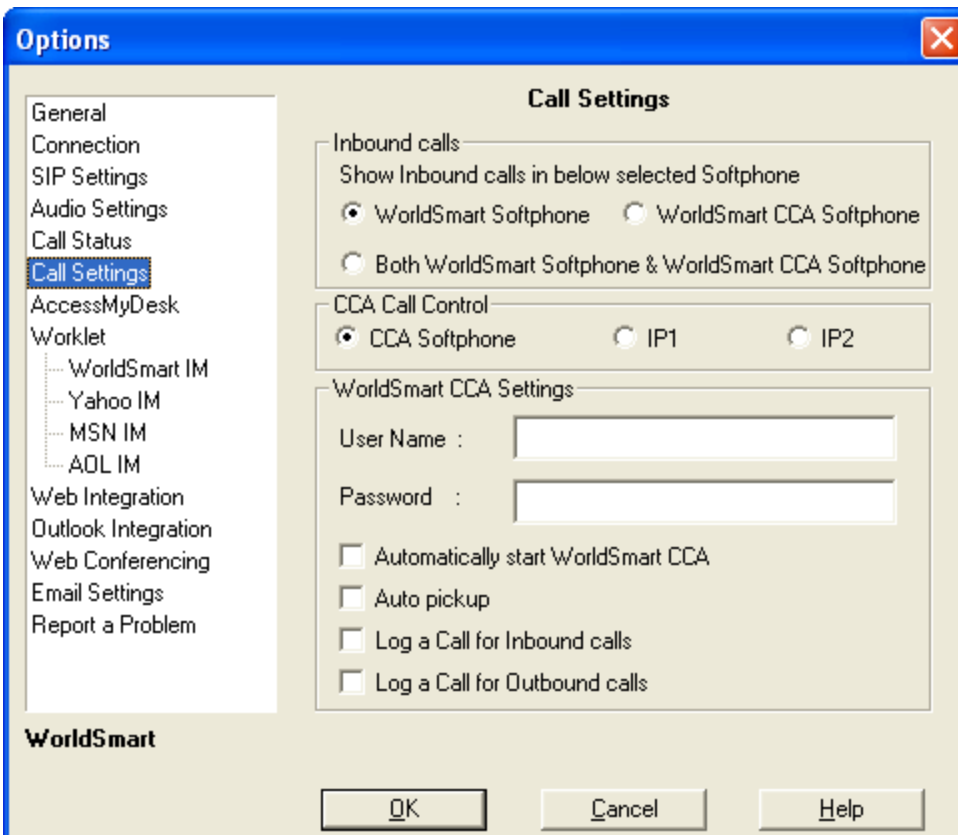 Options
General
Connection
SIP Settings
Audio Settings
Call Status
Call Settings
AccessMyDesk
Worklet
WorldSmart IM
Yahoo IM
MSN IM
AOL IM
Web Integration
Outlook Integration
Web Conferencing
Email Settings
Report a Problem
WorldSmart
Call Settings
Inbound calls
Show Inbound calls in below selected Softphone
WorldSmart Softphone WorldSmart CCA Softphone
Both WorldSmart Softphone & WorldSmart CCA Softphone
CCA Call Control
CCA Softphone IP1 IP2
WorldSmart CCA Settings
User Name :
Password :
Automatically start WorldSmart CCA
Auto pickup
Log a Call for Inbound calls
Log a Call for Outbound calls
OK Cancel Help